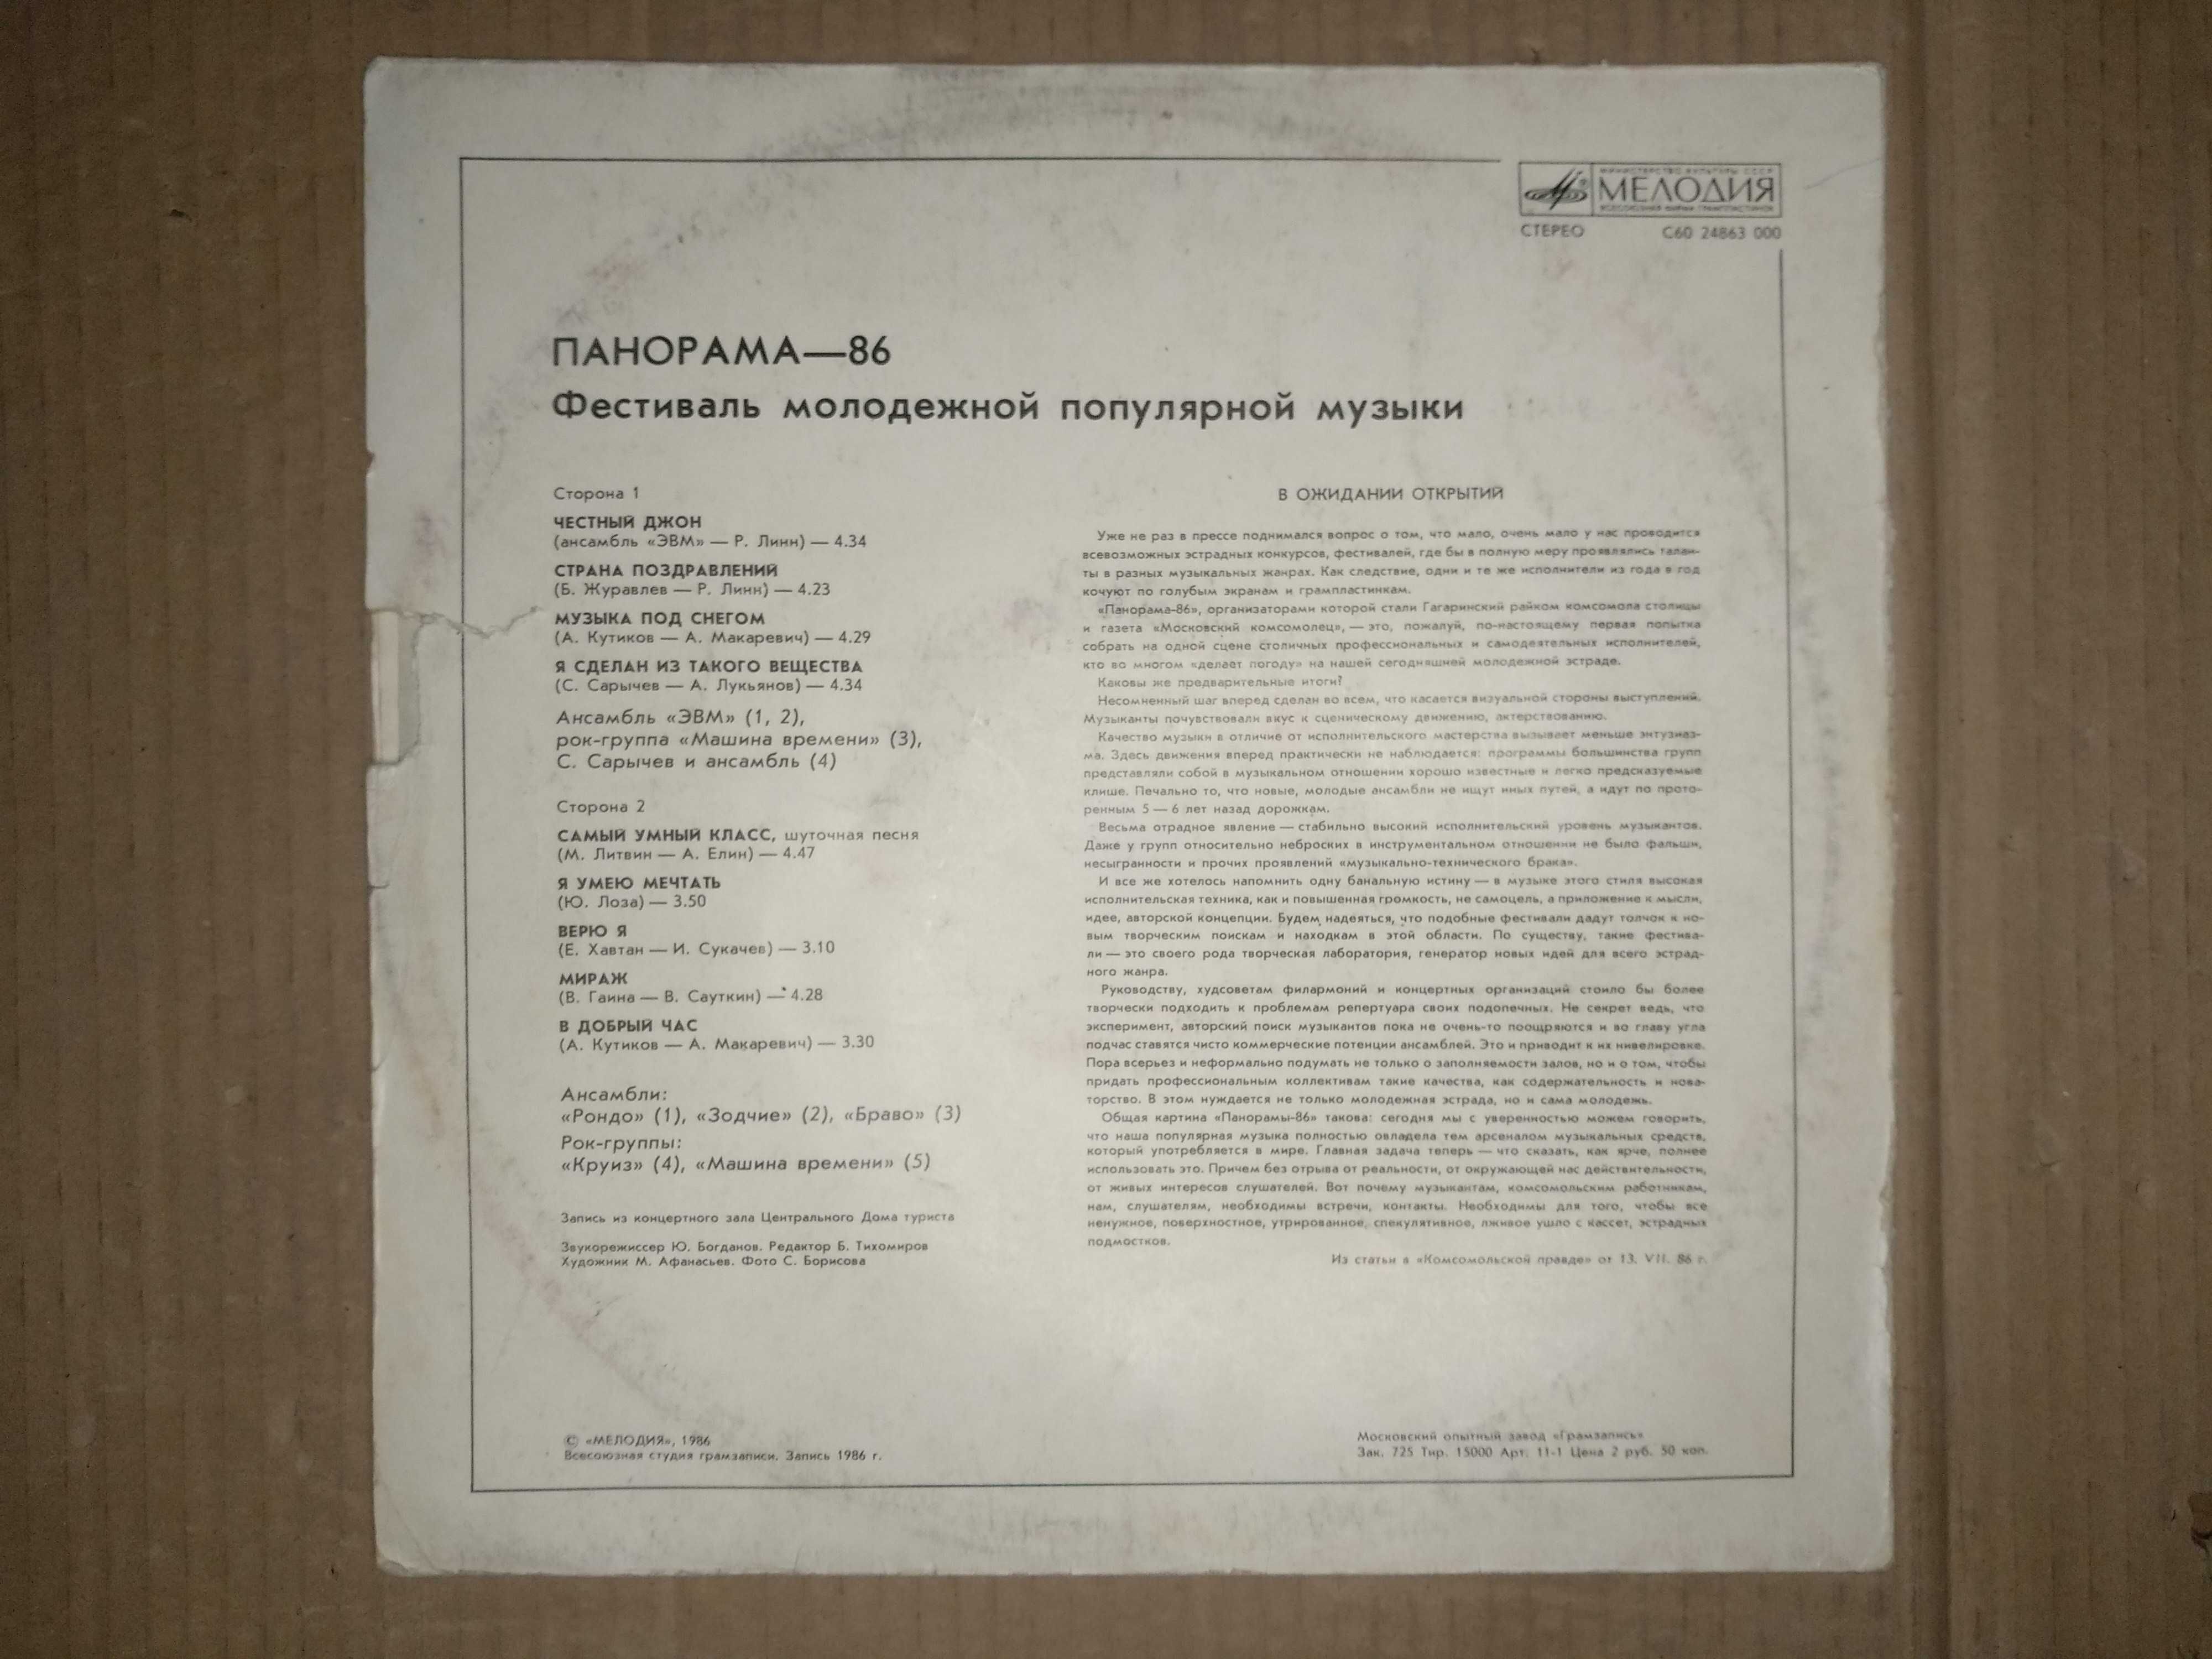 МИНИСТЕРСТВО КУЛЬТУРЫ СССР
МЕЛОДИЯ
ВСЕСОЮЗНАЯ ФИРМА ГРАМПЛАСТИНОК
СТЕРЕО С60 24863 000
ПАНОРАМА—86
Фестиваль молодежной популярной музыки
Сторона 1
ЧЕСТНЫЙ ДЖОН
(ансамбль «ЭВМ» — Р. Линн) — 4.34
СТРАНА ПОЗДРАВЛЕНИЙ
(Б. Журавлев — Р. Линн) — 4.23
МУЗЫКА ПОД СНЕГОМ
(А. Кутиков — А. Макаревич) — 4.29
Я СДЕЛАН ИЗ ТАКОГО ВЕЩЕСТВА
(С. Сарычев — А. Лукьянов) — 4.34
Ансамбль «ЭВМ» (1, 2),
рок-группа «Машина времени» (3),
С. Сарычев и ансамбль (4)
Сторона 2
САМЫЙ УМНЫЙ КЛАСС, шуточная песня
(М. Литвин — А. Елин) — 4.47
Я УМЕЮ МЕЧТАТЬ
(Ю. Лоза) — 3.50
ВЕРЮ Я
(Е. Хавтан — И. Сукачев) — 3.10
МИРАЖ
(В. Гаина — В. Сауткин) — 4.28
В ДОБРЫЙ ЧАС
(А. Кутиков — А. Макаревич) — 3.30
Ансамбли:
«Рондо» (1), «Зодчие» (2), «Браво» (3)
Рок-группы:
«Круиз» (4), «Машина времени» (5)
Запись из концертного зала Центрального Дома туриста
Звукорежиссер Ю. Богданов. Редактор Б. Тихомиров
Художник М. Афанасьев. Фото С. Борисова
В ОЖИДАНИИ ОТКРЫТИЙ
Уже не раз в прессе поднимался вопрос о том, что мало, очень мало у нас проводится
всевозможных эстрадных конкурсов, фестивалей, где бы в полную меру проявлялись талан-
ты в разных музыкальных жанрах. Как следствие, одни и те же исполнители из года в год
кочуют по голубым экранам и грампластинкам.
«Панорама-86», организаторами которой стали Гагаринский райком комсомола столицы
и газета «Московский комсомолец», — это, пожалуй, по-настоящему первая попытка
собрать на одной сцене столичных профессиональных и самодеятельных исполнителей,
кто во многом «делает погоду» на нашей сегодняшней молодежной эстраде.
Каковы же предварительные итоги?
Несомненный шаг вперед сделан во всем, что касается визуальной стороны выступлений.
Музыканты почувствовали вкус к сценическому движению, актерствованию.
Качество музыки в отличие от исполнительского мастерства вызывает меньше энтузиаз-
ма. Здесь движения вперед практически не наблюдается: программы большинства групп
представляли собой в музыкальном отношении хорошо известные и легко предсказуемые
клише. Печально то, что новые, молодые ансамбли не ищут иных путей, а идут по прото-
ренным 5 — 6 лет назад дорожкам.
Весьма отрадное явление — стабильно высокий исполнительский уровень музыкантов.
Даже у групп относительно неброских в инструментальном отношении не было фальши,
несыгранности и прочих проявлений «музыкально-технического брака».
И все же хотелось напомнить одну банальную истину — в музыке этого стиля высокая
исполнительская техника, как и повышенная громкость, не самоцель, а приложение к мысли,
идее, авторской концепции. Будем надеяться, что подобные фестивали дадут толчок к но-
вым творческим поискам и находкам в этой области. По существу, такие фестива-
ли — это своего рода творческая лаборатория, генератор новых идей для всего эстрад-
ного жанра.
Руководству, худсоветам филармоний и концертных организаций стоило бы более
творчески подходить к проблемам репертуара своих подопечных. Не секрет ведь, что
эксперимент, авторский поиск музыкантов пока не очень-то поощряются и во главу угла
подчас ставятся чисто коммерческие потенции ансамблей. Это и приводит к их нивелировке.
Пора всерьез и неформально подумать не только о заполняемости залов, но и о том, чтобы
придать профессиональным коллективам такие качества, как содержательность и нова-
торство. В этом нуждается не только молодежная эстрада, но и сама молодежь.
Общая картина «Панорамы-86» такова: сегодня мы с уверенностью можем говорить,
что наша популярная музыка полностью овладела тем арсеналом музыкальных средств,
который употребляется в мире. Главная задача теперь — что сказать, как ярче, полнее
использовать это. Причем без отрыва от реальности, от окружающей нас действительности,
от живых интересов слушателей. Вот почему музыкантам, комсомольским работникам,
нам, слушателям, необходимы встречи, контакты. Необходимы для того, чтобы все
ненужное, поверхностное, утрированное, спекулятивное, лживое ушло с кассет, эстрадных
подмостков.
Из статьи в «Комсомольской правде» от 13. VII. 86 г.
© «МЕЛОДИЯ», 1986
Всесоюзная студия грамзаписи. Запись 1986 г.
Московский опытный завод «Грамзапись»
Зак. 725 Тир. 15000 Арт. 11-1 Цена 2 руб. 50 коп.